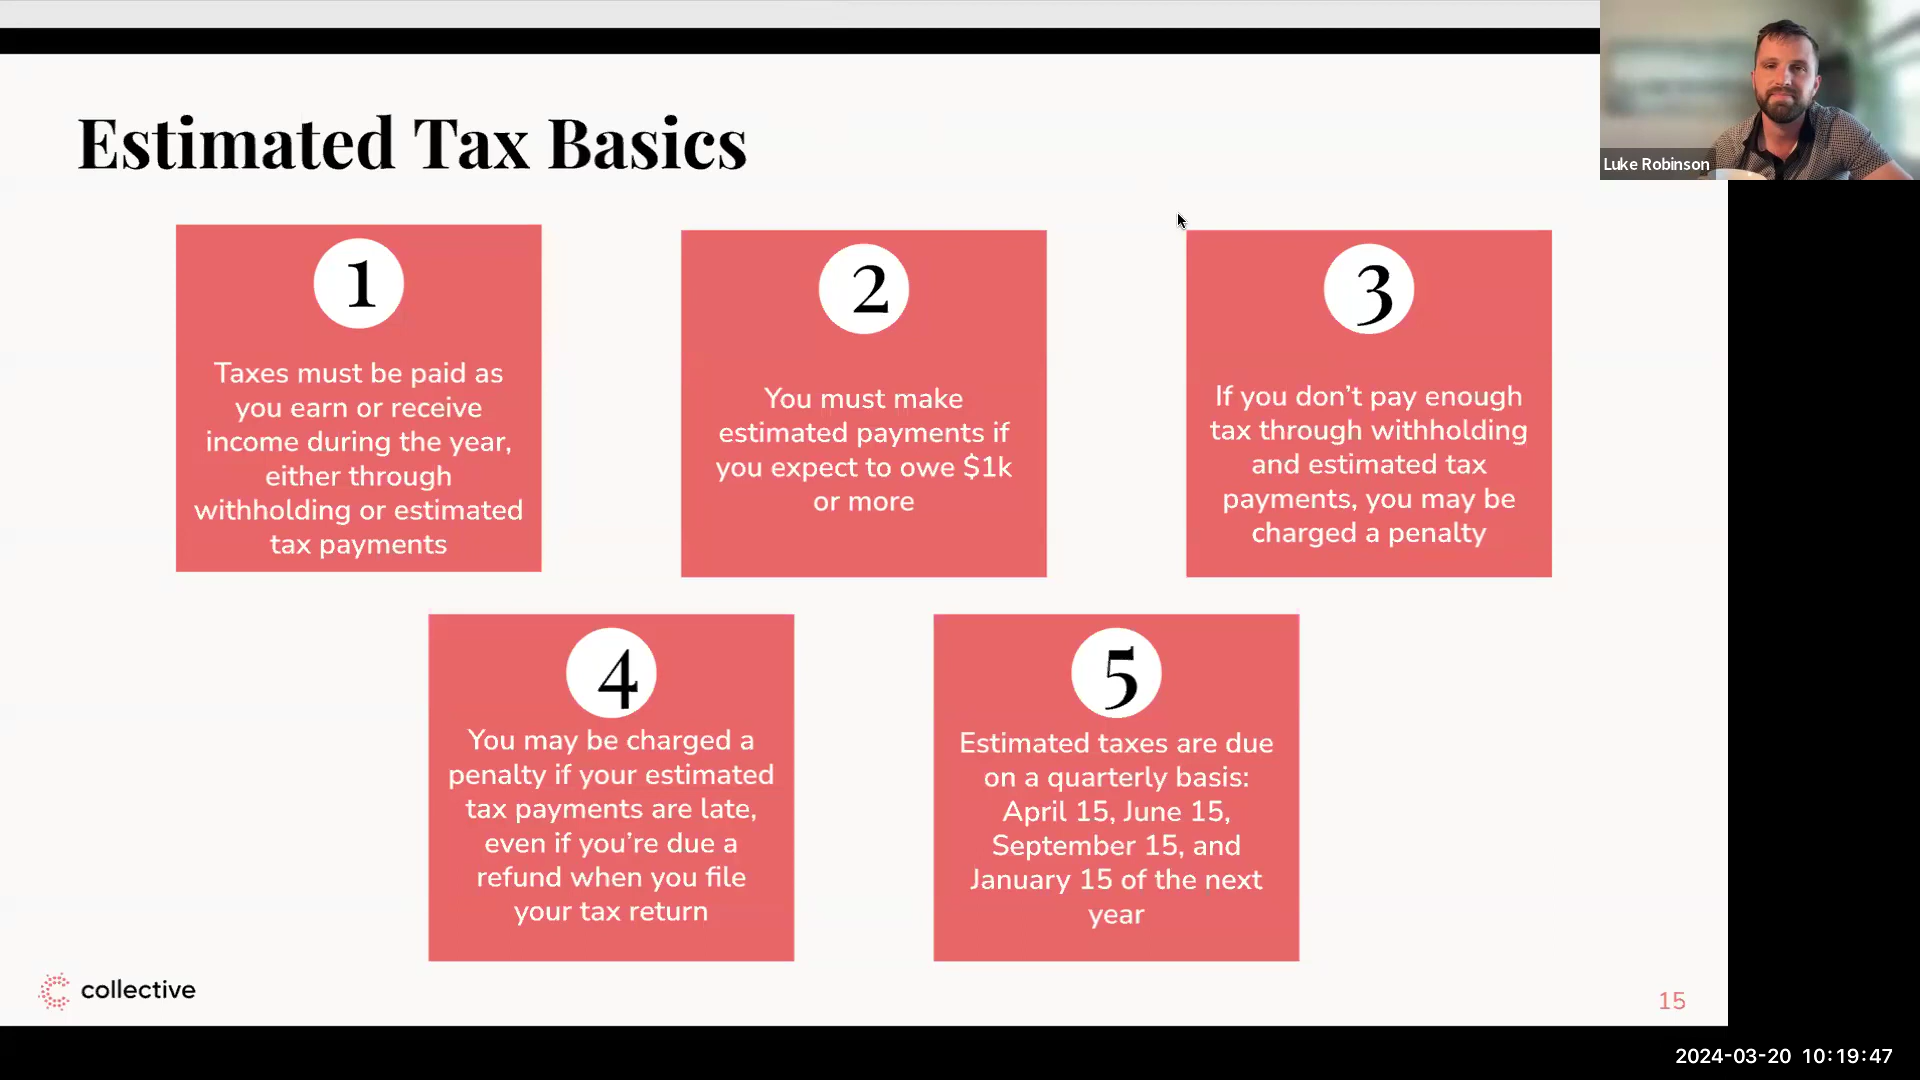 Luke Robinson
Estimated Tax Basics
1
Taxes must be paid as
you earn or receive
income during the year,
either through
withholding or estimated
tax payments
2
You must make
estimated payments if
you expect to owe $1k
or more
3
If you don’t pay enough
tax through withholding
and estimated tax
payments, you may be
charged a penalty
4
You may be charged a
penalty if your estimated
tax payments are late,
even if you’re due a
refund when you file
your tax return
5
Estimated taxes are due
on a quarterly basis:
April 15, June 15,
September 15, and
January 15 of the next
year
collective
15
2024-03-20 10:19:47